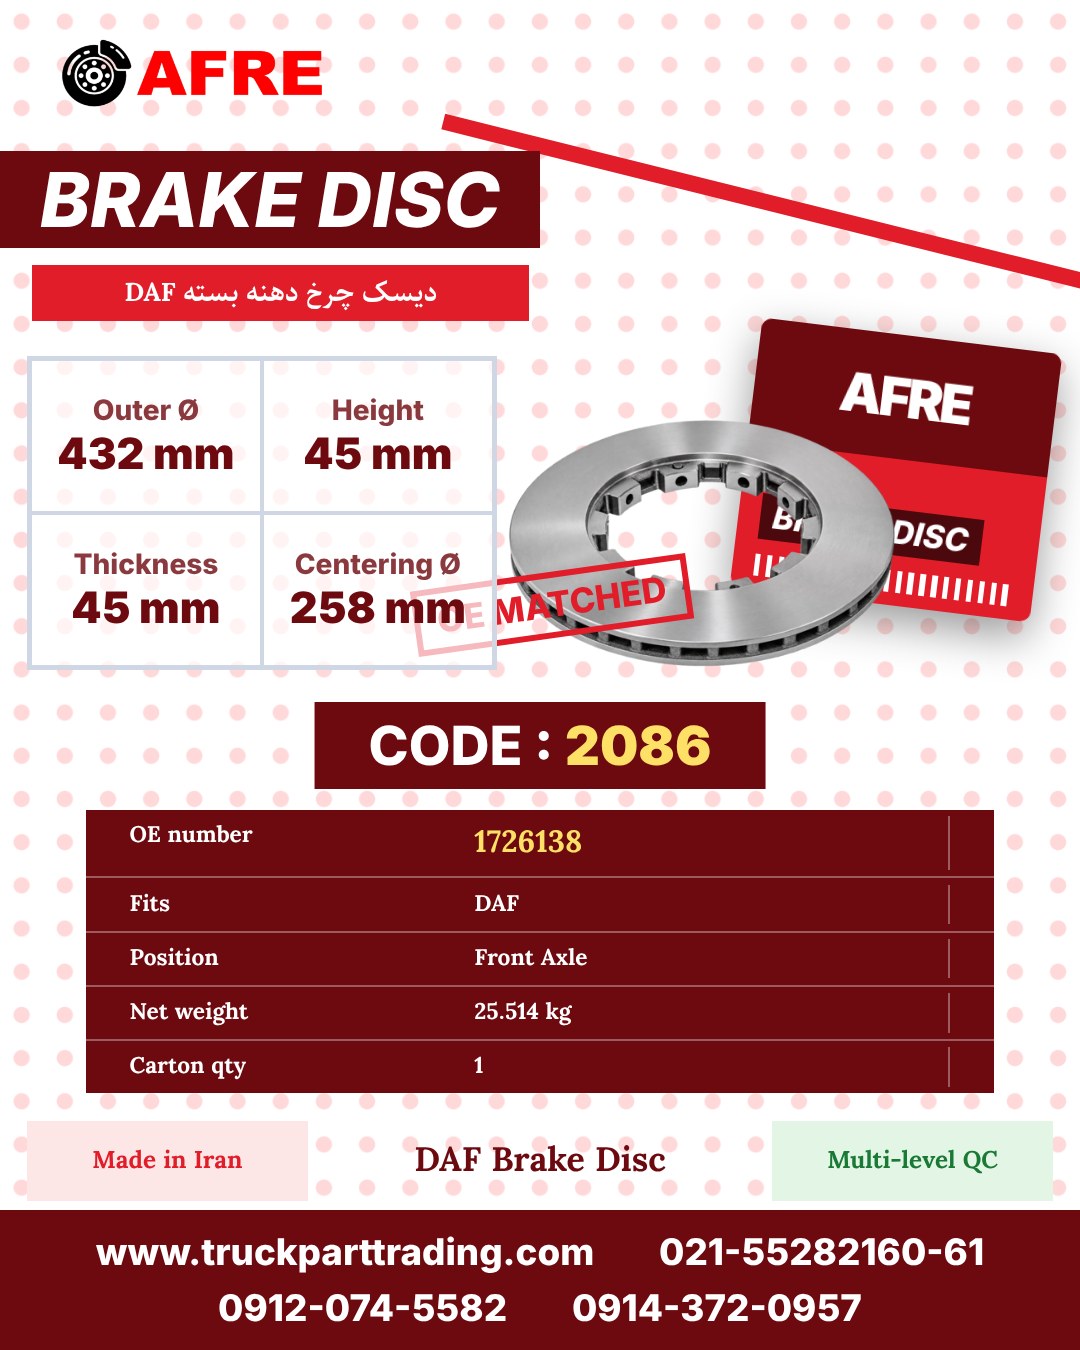 AFRE
BRAKE DISC
دیسک چرخ دهنه بسته DAF
AFRE
DISC
Outer Ø
432 mm
Height
45 mm
Thickness
45 mm
Centering Ø
258 mm
OE MATCHED
CODE : 2086
OE number 1726138
Fits DAF
Position Front Axle
Net weight 25.514 kg
Carton qty 1
Made in Iran
DAF Brake Disc
Multi-level QC
www.truckparttrading.com 021-55282160-61
0912-074-5582 0914-372-0957